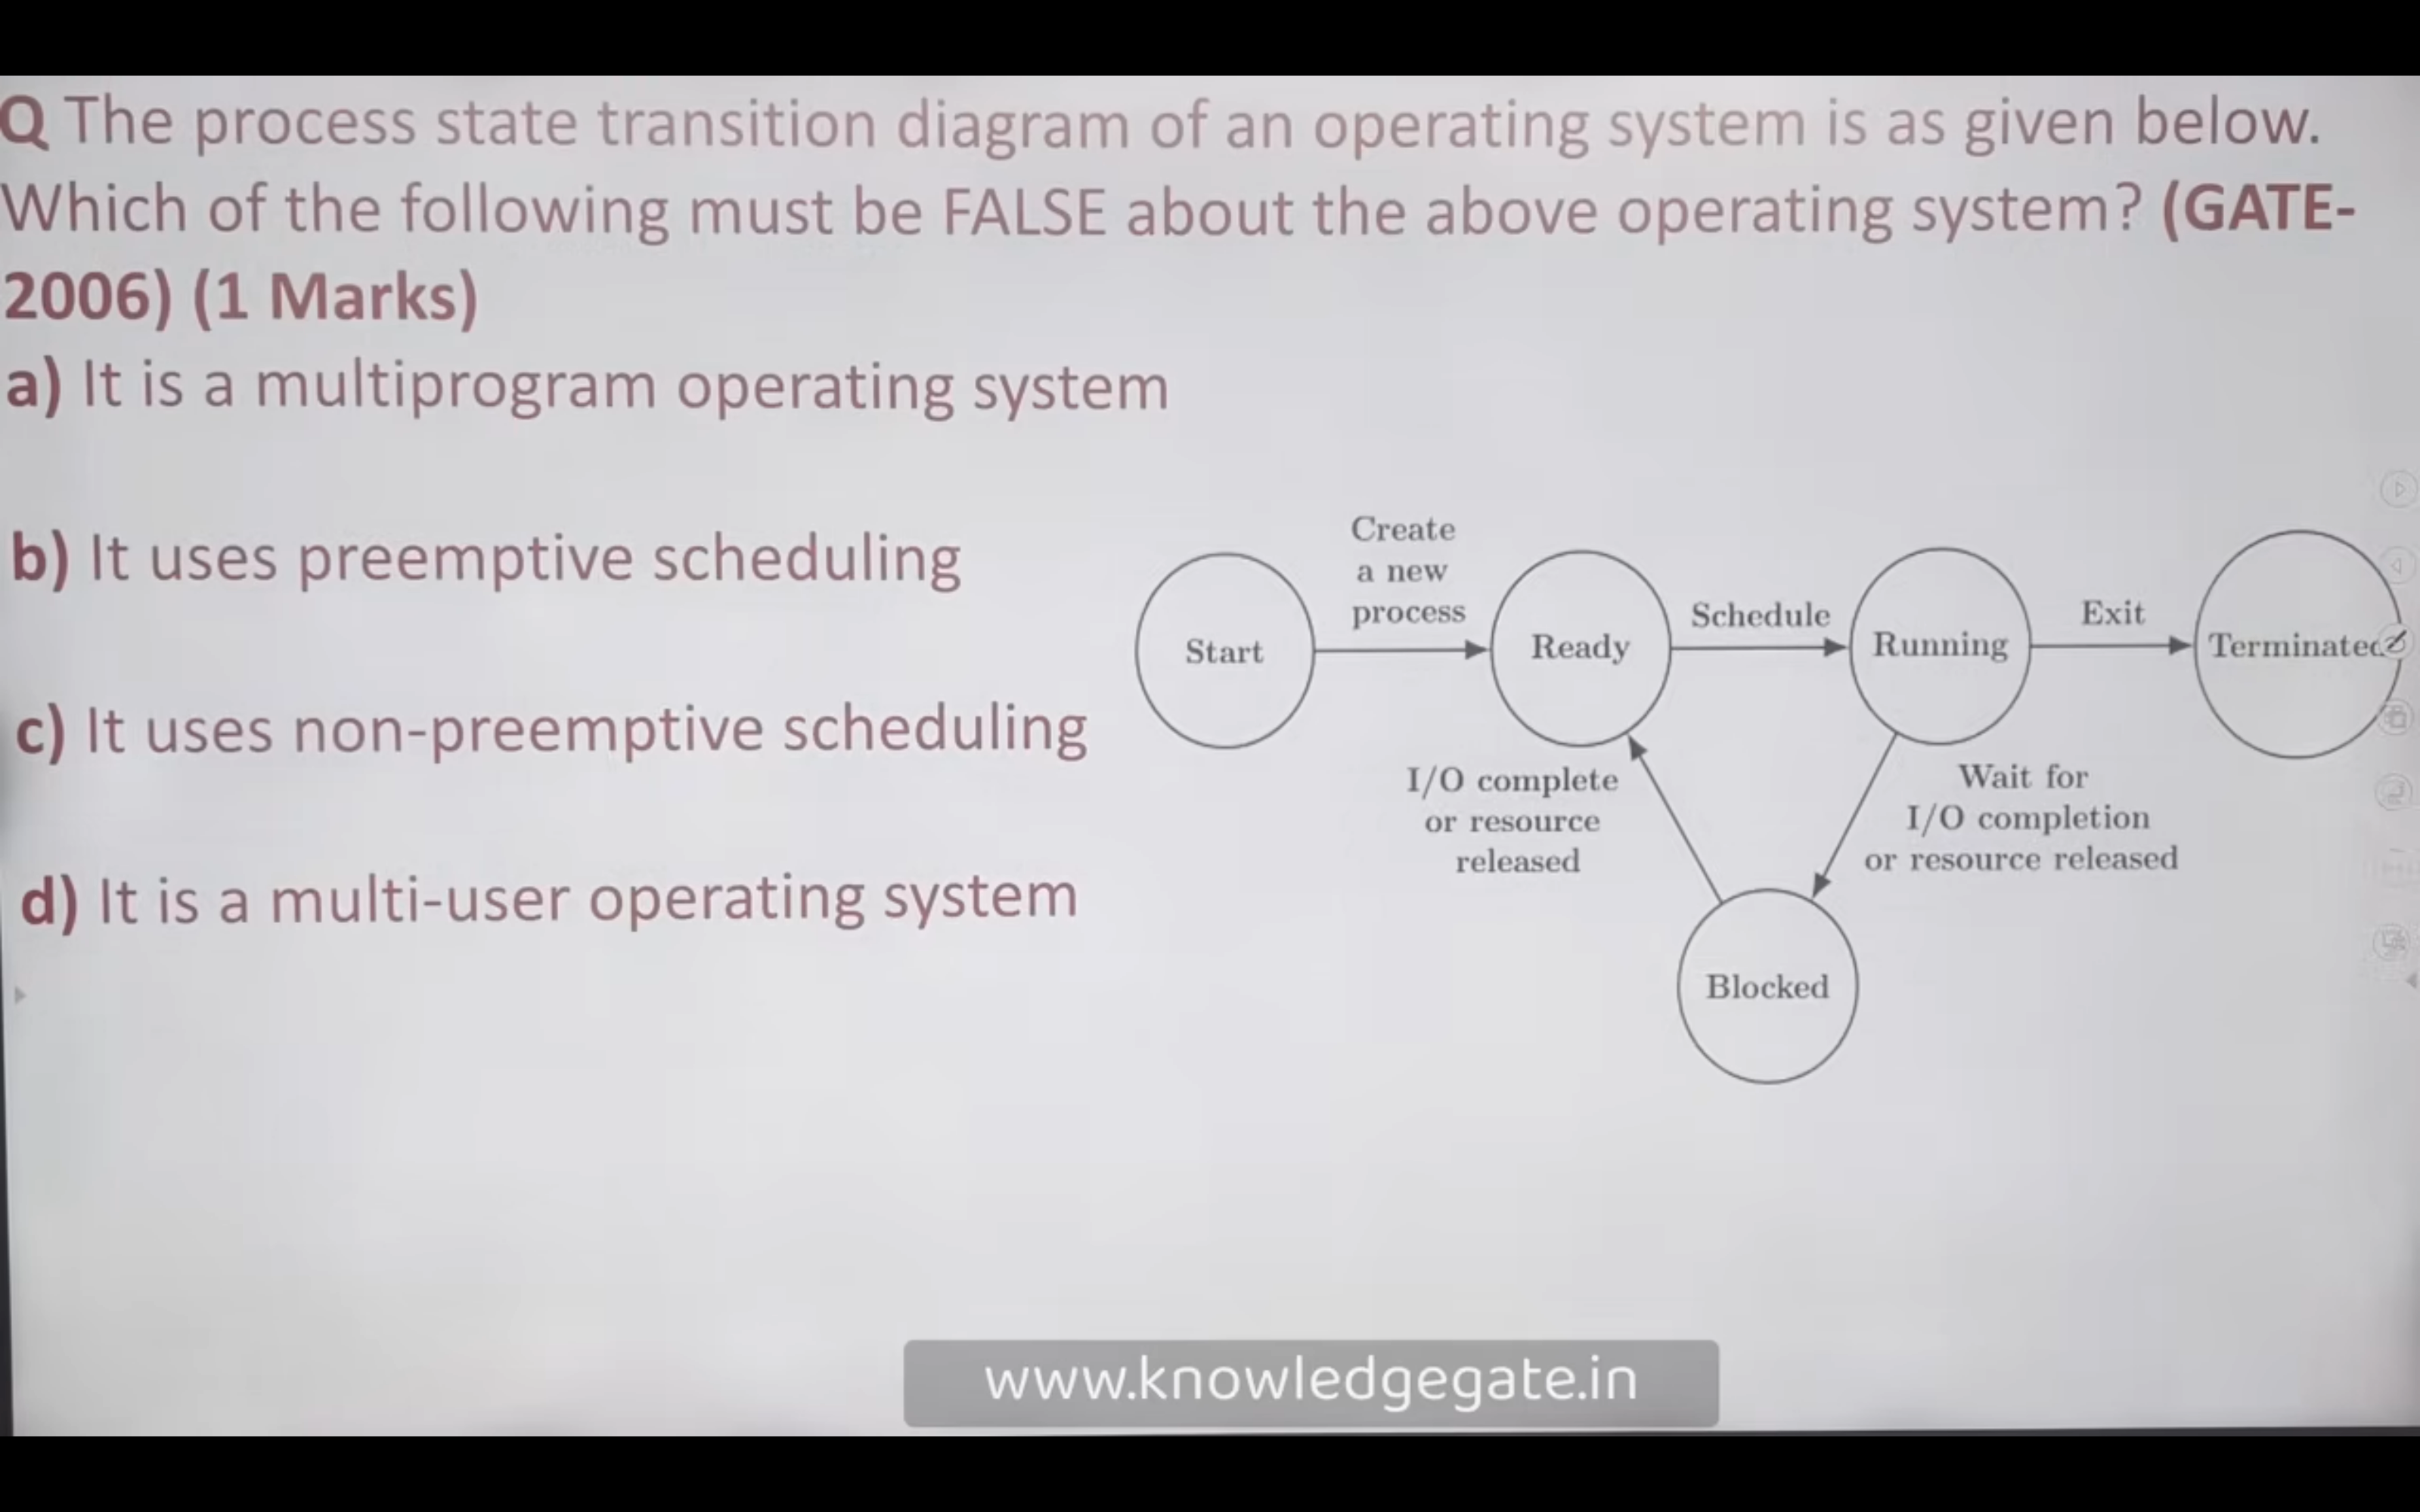 Q The process state transition diagram of an operating system is as given below.
Which of the following must be FALSE about the above operating system? (GATE-
2006) (1 Marks)
a) It is a multiprogram operating system
b) It uses preemptive scheduling
c) It uses non-preemptive scheduling
d) It is a multi-user operating system
Create
a new
process
Schedule
Exit
Start
Ready
Running
Terminated
I/O complete
or resource
released
Wait for
I/O completion
or resource released
Blocked
www.knowledgegate.in